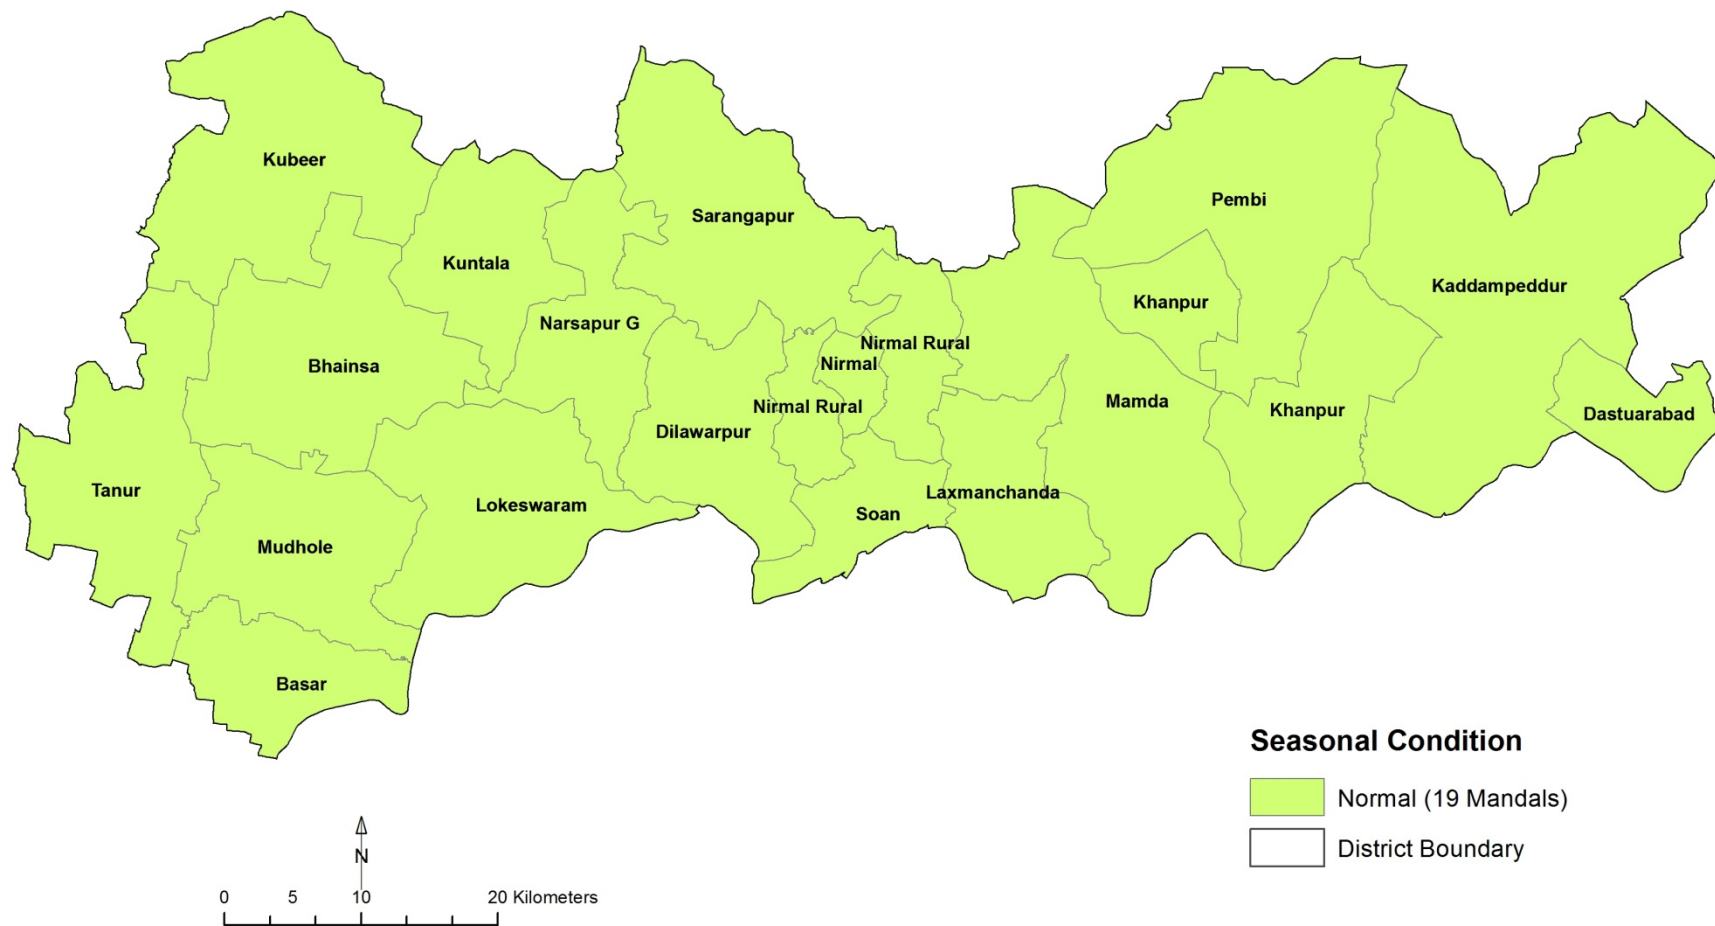 Kubeer
Pembi
Sarangapur
Kuntala
Kaddampeddur
Khanpur
Narsapur G
Nirmal Rural
Nirmal
Bhainsa
Mamda
Nirmal Rural
Khanpur
Dastuarabad
Dilawarpur
Tanur
Laxmanchanda
Lokeswaram
Soan
Mudhole
Basar
Seasonal Condition
Normal (19 Mandals)
District Boundary
N
0 5 10 20 Kilometers